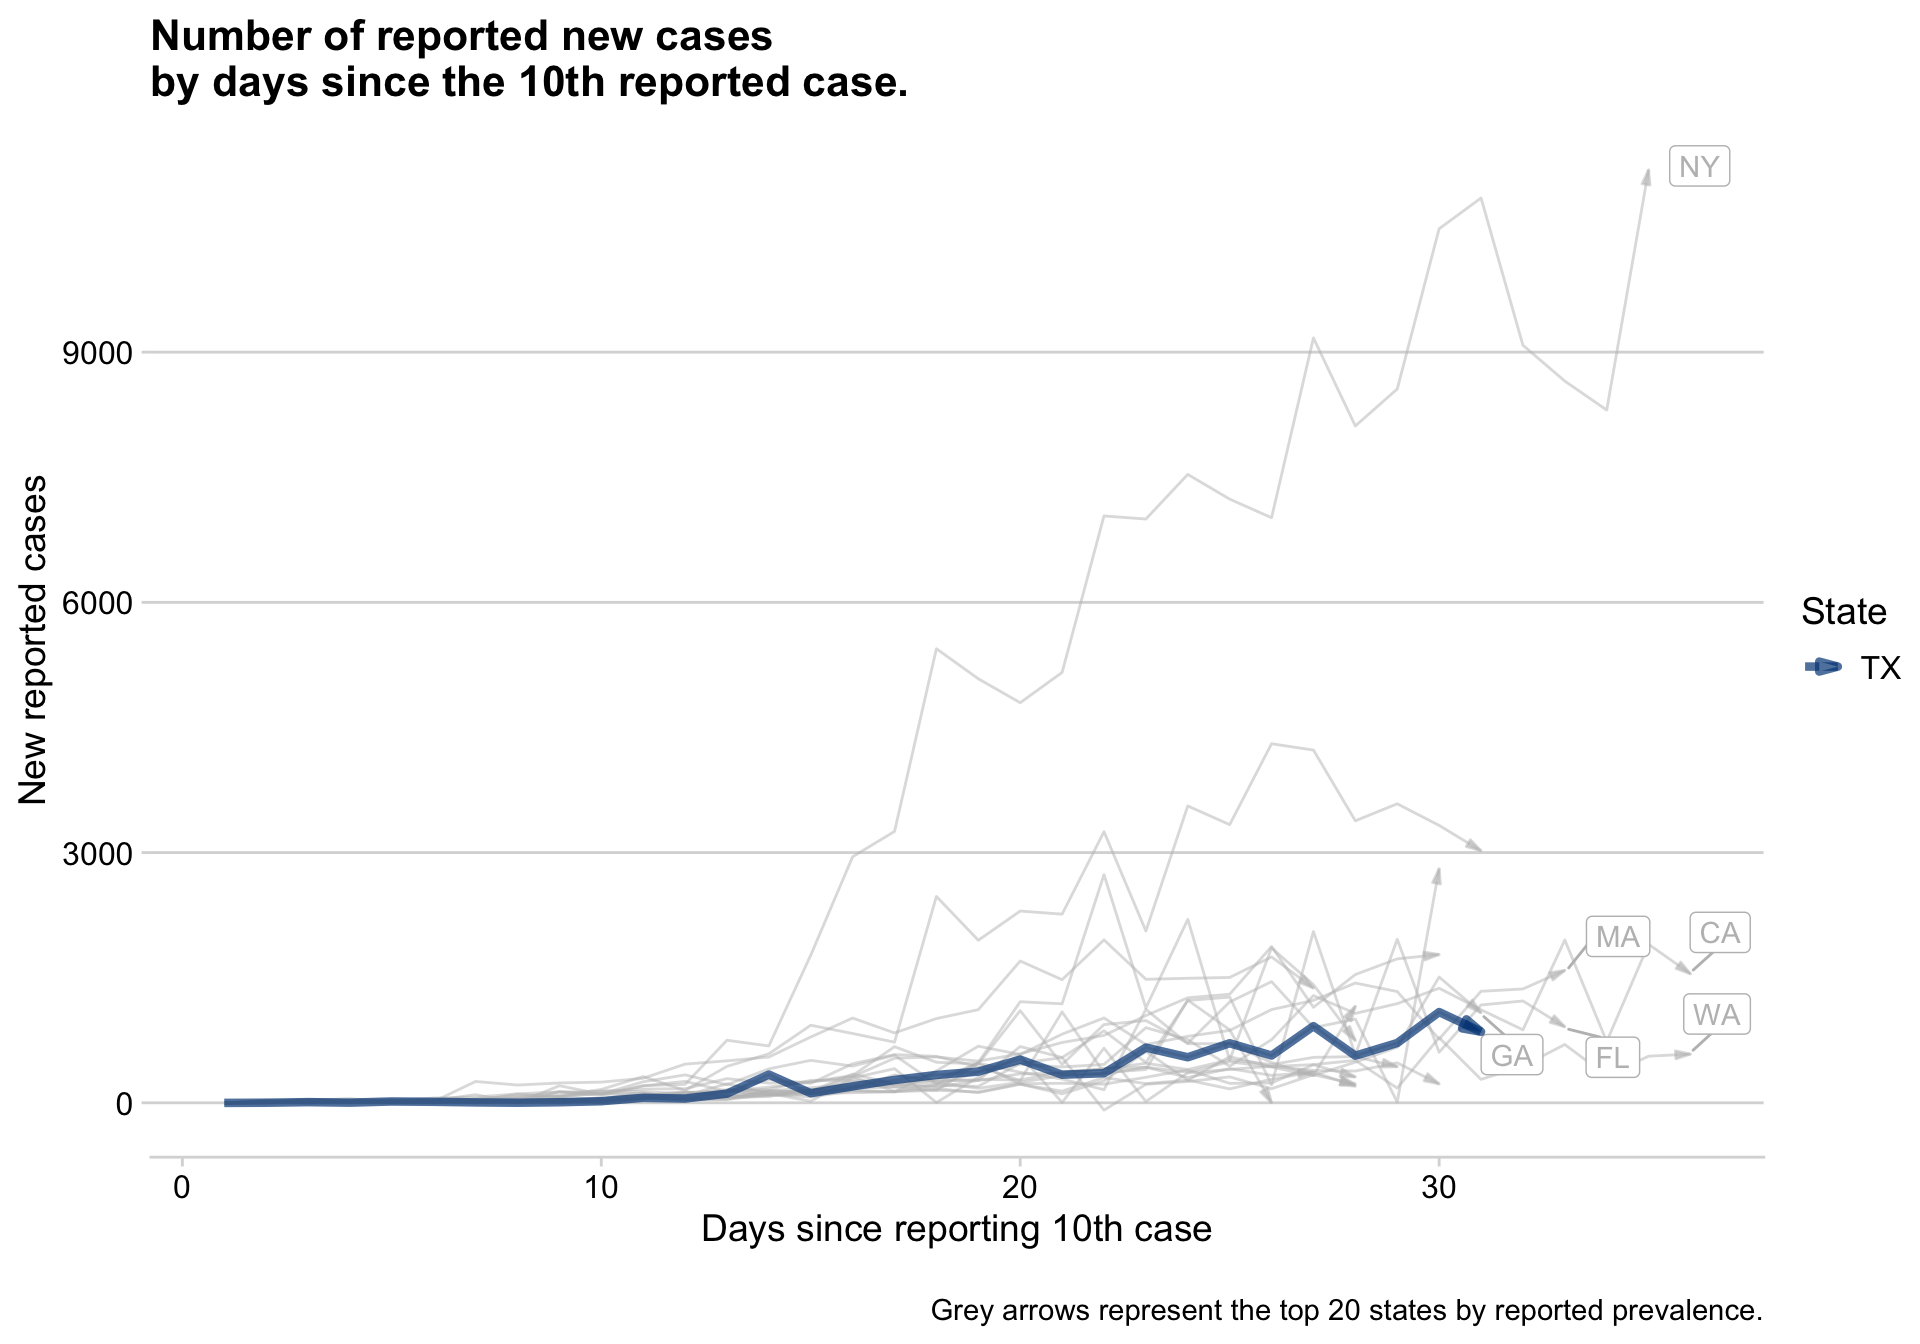 Number of reported new cases
by days since the 10th reported case.
NY
9000
6000
3000
0
New reported cases
State
TX
MA
CA
WA
GA
FL
0
10
20
30
Days since reporting 10th case
Grey arrows represent the top 20 states by reported prevalence.